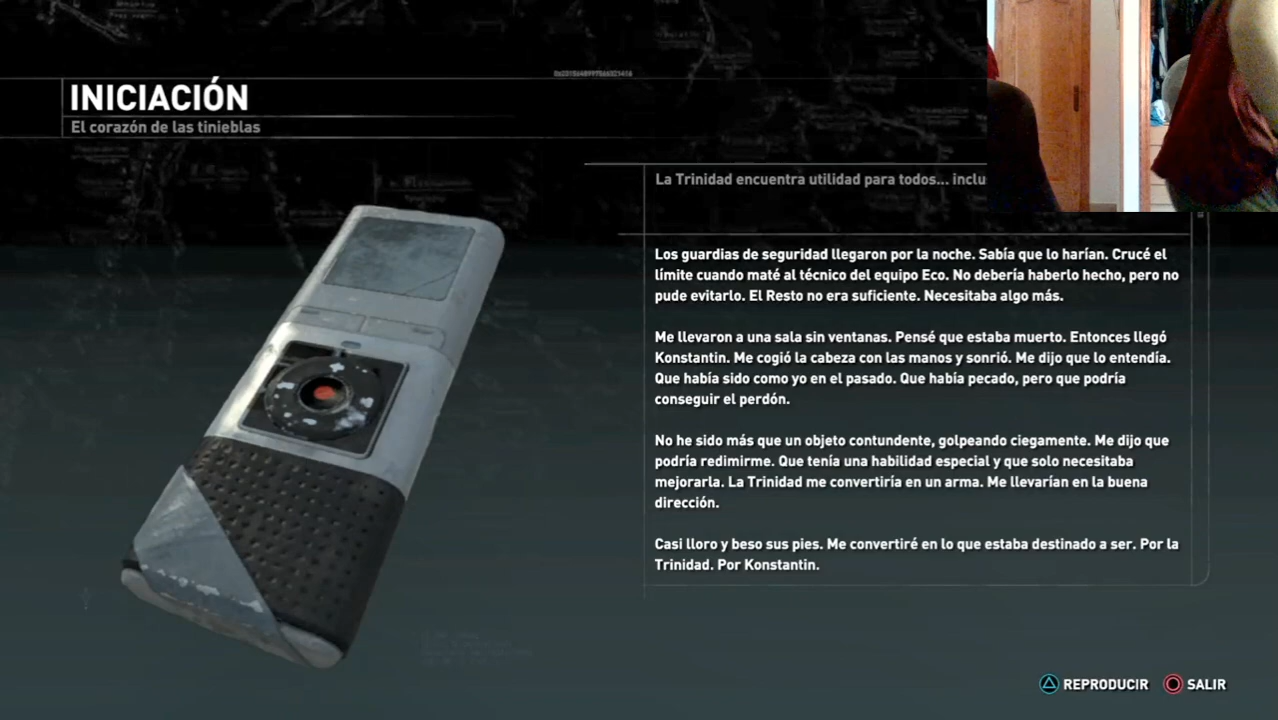 INICIACIÓN
El corazón de las tinieblas
La Trinidad encuentra utilidad para todos...
Los guardias de seguridad llegaron por la noche. Sabía que lo harían. Crucé el
límite cuando maté al técnico del equipo Eco. No debería haberlo hecho, pero no
pude evitarlo. El Resto no era suficiente. Necesitaba algo más.
Me llevaron a una sala sin ventanas. Pensé que estaba muerto. Entonces llegó
Konstantin. Me cogió la cabeza con las manos y sonrió. Me dijo que lo entendía.
Que había sido como yo en el pasado. Que había pecado, pero que podría
conseguir el perdón.
No he sido más que un objeto contundente, golpeando ciegamente. Me dijo que
podría redimirme. Que tenía una habilidad especial y que solo necesitaba
mejorarla. La Trinidad me convertiría en un arma. Me llevarían en la buena
dirección.
Casi lloro y beso sus pies. Me convertiré en lo que estaba destinado a ser. Por la
Trinidad. Por Konstantin.
REPRODUCIR SALIR